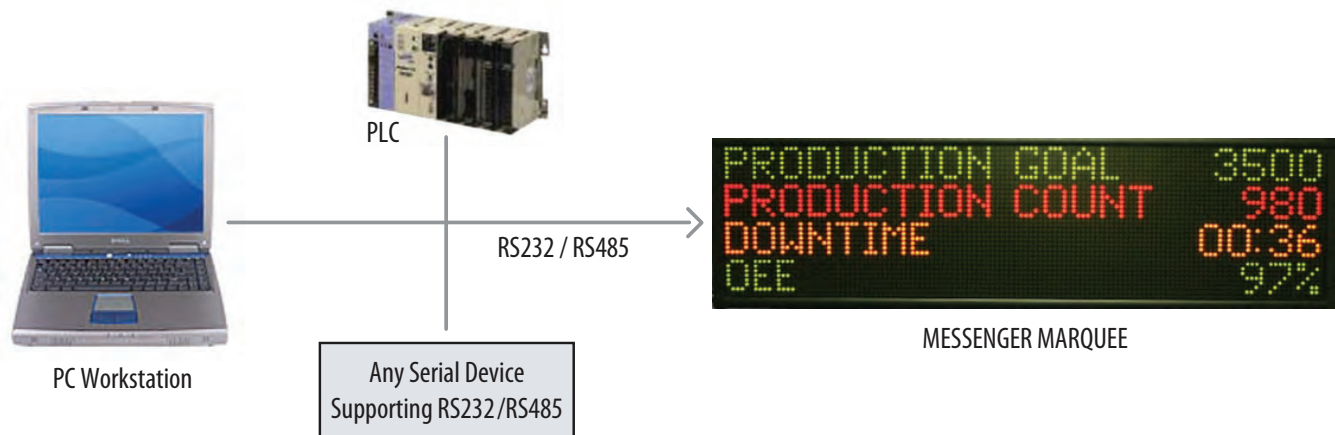 PLC
PRODUCTION GOAL 3500
PRODUCTION COUNT 980
DOWNTIME 00:36
OEE 97%
RS232 / RS485
MESSENGER MARQUEE
PC Workstation
Any Serial Device
Supporting RS232/RS485